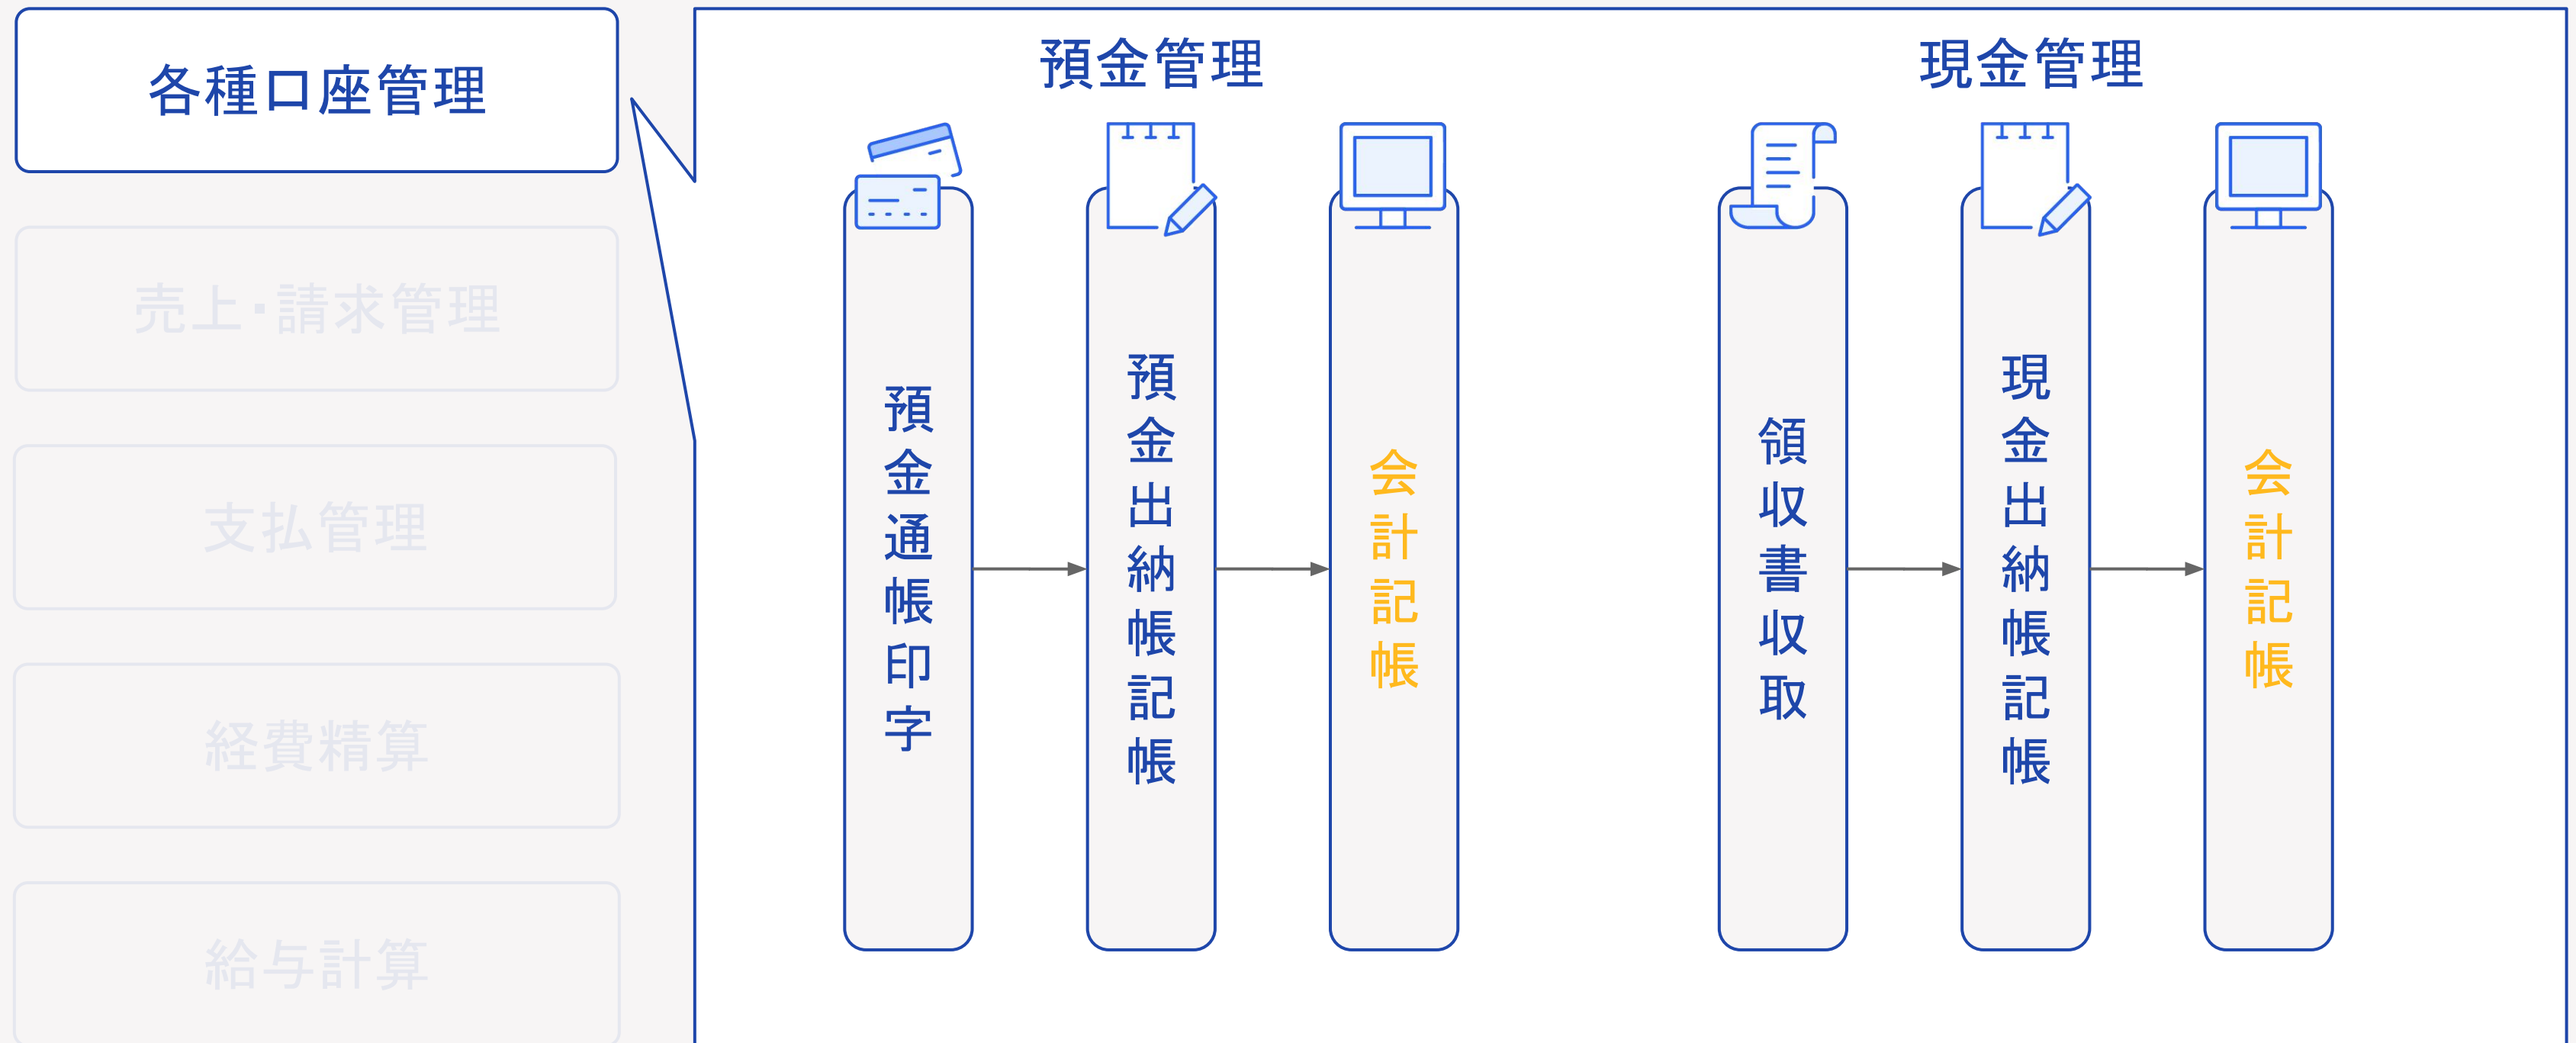 各種口座管理
売上・請求管理
支払管理
経費精算
給与計算
預金管理
預金通帳印字
預金出納帳記帳
会計記帳
現金管理
領収書収取
現金出納帳記帳
会計記帳